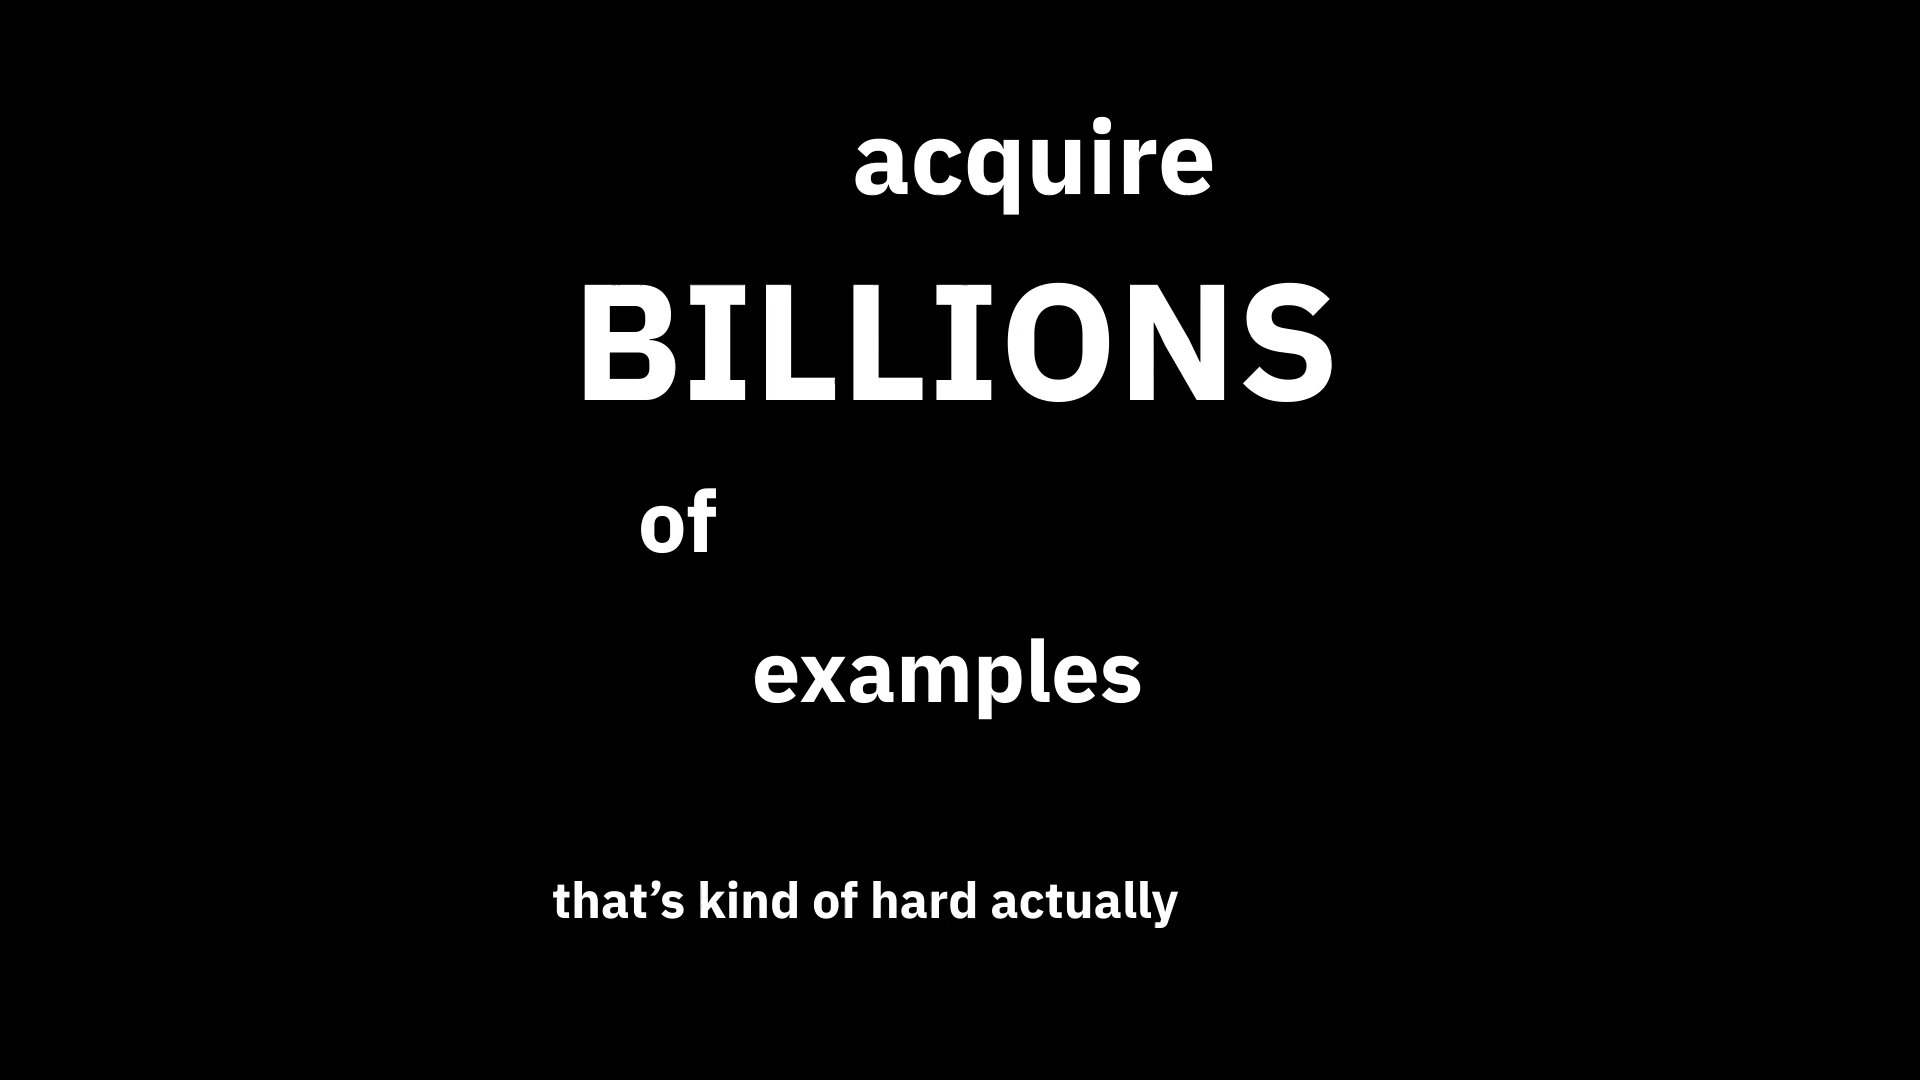 acquire
BILLIONS
of
examples
that’s kind of hard actually